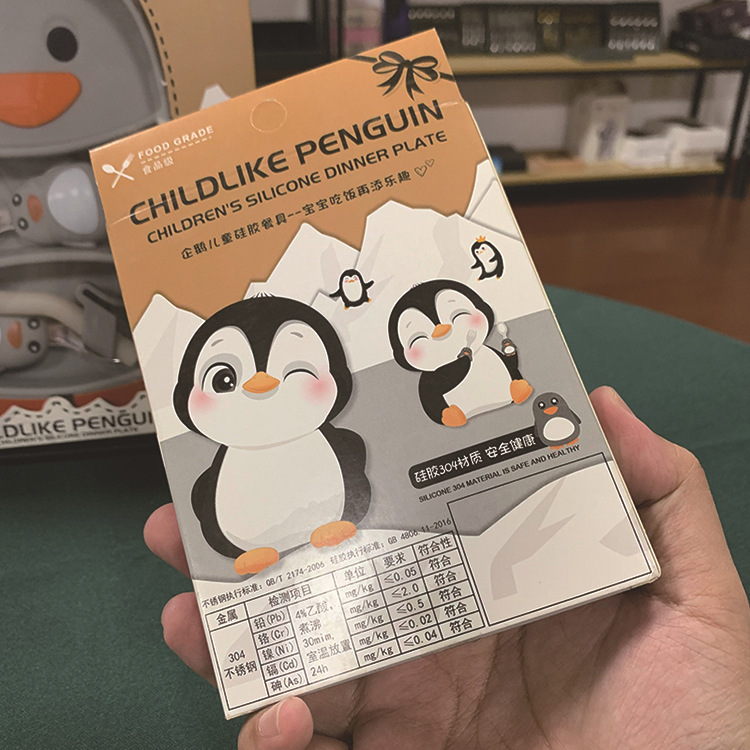 FOOD GRADE
食品级
CHILDLIKE PENGUIN
CHILDREN'S SILICONE DINNER PLATE
企鹅儿童硅胶餐具--宝宝吃饭再添乐趣
硅胶304材质 安全健康
SILICONE 304 MATERIAL IS SAFE AND HEALTHY
不锈钢执行标准: QB/T 2174-2006 硅胶执行标准: GB 4806.11-2016
金属 检测项目 单位 要求 符合性
304不锈钢 铅(Pb) 4%乙酸, mg/kg ≤0.05 符合
铬(Cr) 煮沸 mg/kg ≤2.0 符合
镍(Ni) 30mim, mg/kg ≤0.5 符合
镉(Cd) 室温放置 mg/kg ≤0.02 符合
砷(As) 24h mg/kg ≤0.04 符合
LDLIKE PENGUIN
CHILDREN'S SILICONE DINNER PLATE